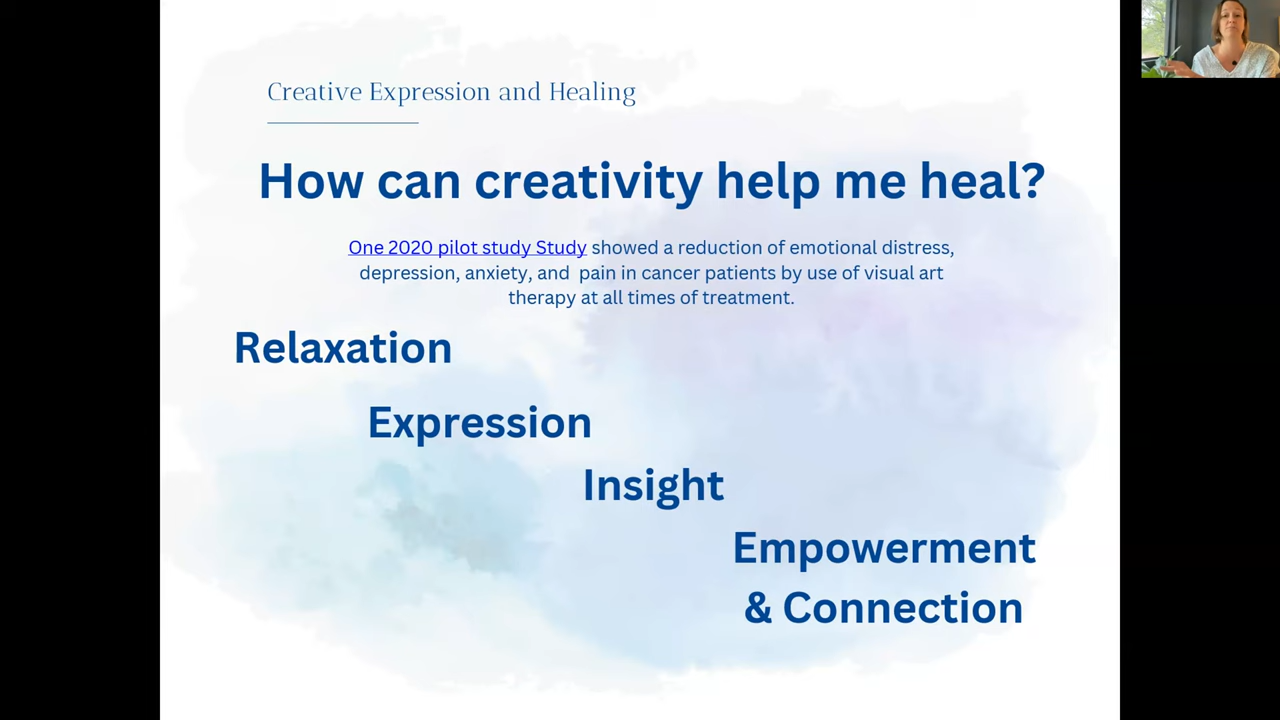 Creative Expression and Healing
How can creativity help me heal?
One 2020 pilot study Study showed a reduction of emotional distress,
depression, anxiety, and pain in cancer patients by use of visual art
therapy at all times of treatment.
Relaxation
Expression
Insight
Empowerment
& Connection